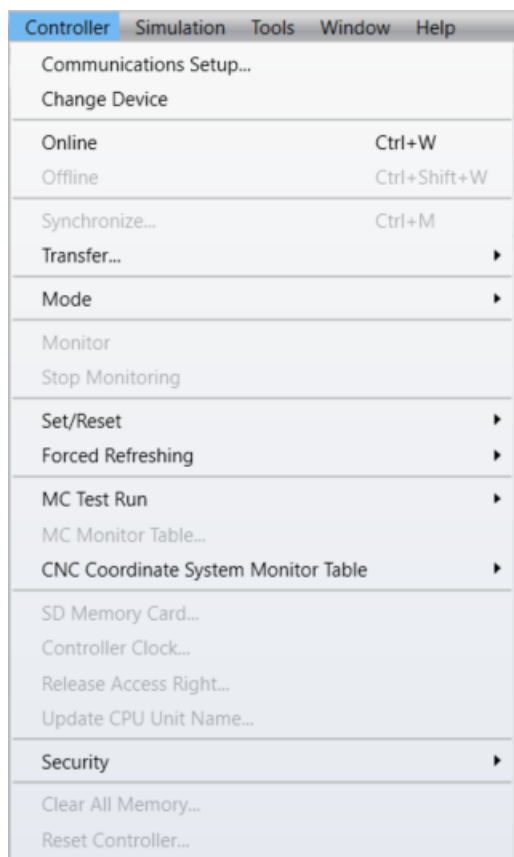 Controller Simulation Tools Window Help
Communications Setup...
Change Device
Online Ctrl+W
Offline Ctrl+Shift+W
Synchronize... Ctrl+M
Transfer...
Mode
Monitor
Stop Monitoring
Set/Reset
Forced Refreshing
MC Test Run
MC Monitor Table...
CNC Coordinate System Monitor Table
SD Memory Card...
Controller Clock...
Release Access Right...
Update CPU Unit Name...
Security
Clear All Memory...
Reset Controller...